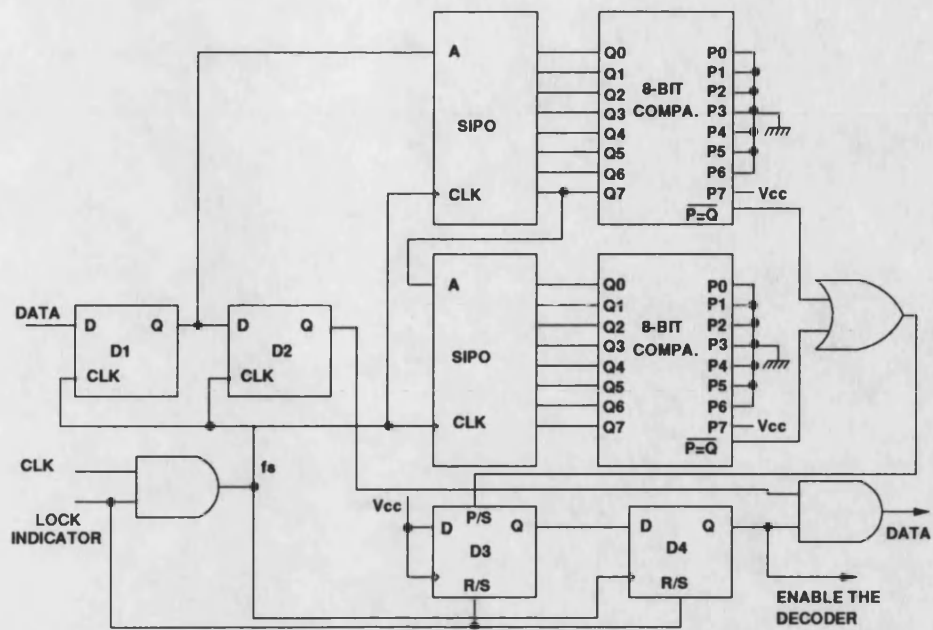 A
SIPO
CLK
Q0
Q1
Q2
Q3
Q4
Q5
Q6
Q7
8-BIT
COMPA.
P0
P1
P2
P3
P4
P5
P6
P7
Vcc
P=Q
A
SIPO
CLK
Q0
Q1
Q2
Q3
Q4
Q5
Q6
Q7
8-BIT
COMPA.
P0
P1
P2
P3
P4
P5
P6
P7
Vcc
P=Q
DATA
D
Q
D1
CLK
D
Q
D2
CLK
CLK
LOCK
INDICATOR
fs
Vcc
P/S
D
Q
D3
R/S
D
Q
D4
R/S
DATA
ENABLE THE
DECODER